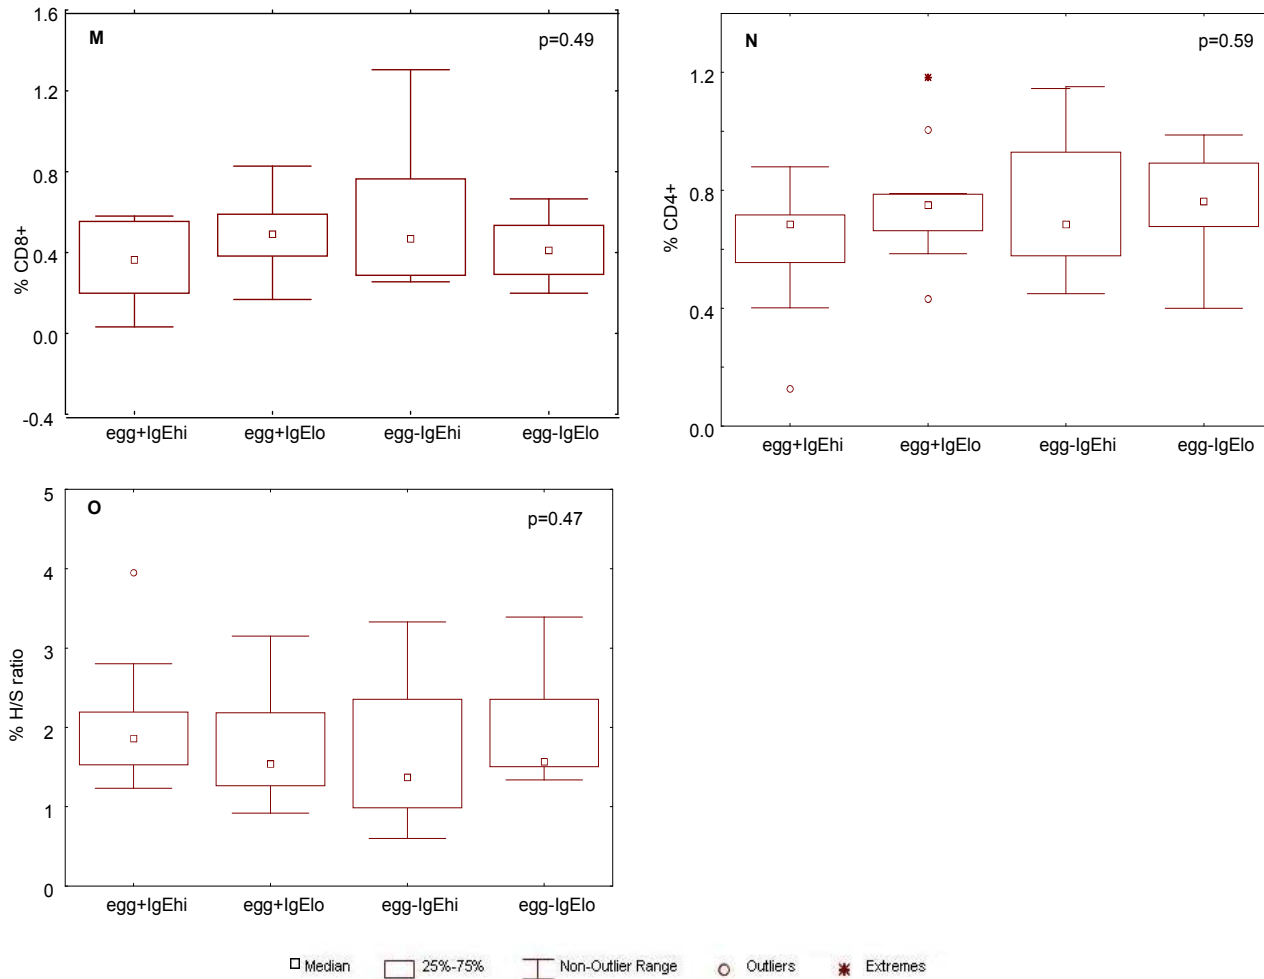 M
p=0.49
% CD8+
1.6
1.2
0.8
0.4
0.0
-0.4
egg+IgEhi egg+IgElo egg-IgEhi egg-IgElo
N
p=0.59
% CD4+
1.2
0.8
0.4
0.0
egg+IgEhi egg+IgElo egg-IgEhi egg-IgElo
O
p=0.47
% H/S ratio
5
4
3
2
1
0
egg+IgEhi egg+IgElo egg-IgEhi egg-IgElo
Median 25%-75% Non-Outlier Range Outliers Extremes